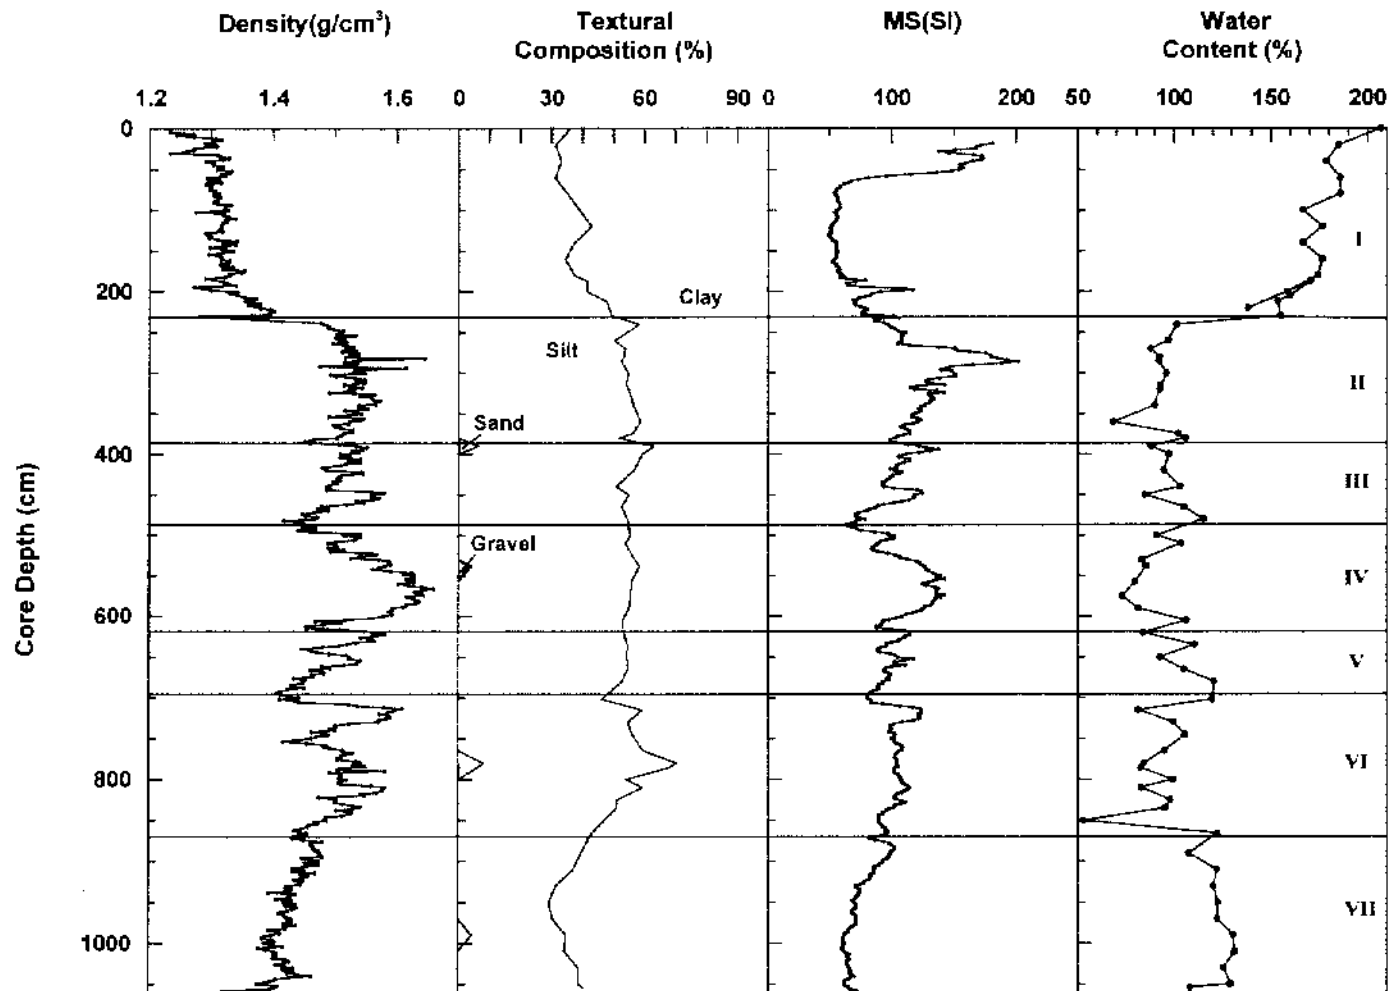 Density(g/cm³)
Textural
Composition (%)
MS(SI)
Water
Content (%)
1.2 1.4 1.6 0 30 60 90 0 100 200 50 100 150 200
0
I
200
Clay
Silt
II
Sand
400
III
Gravel
IV
600
V
VI
800
VII
1000
Core Depth (cm)